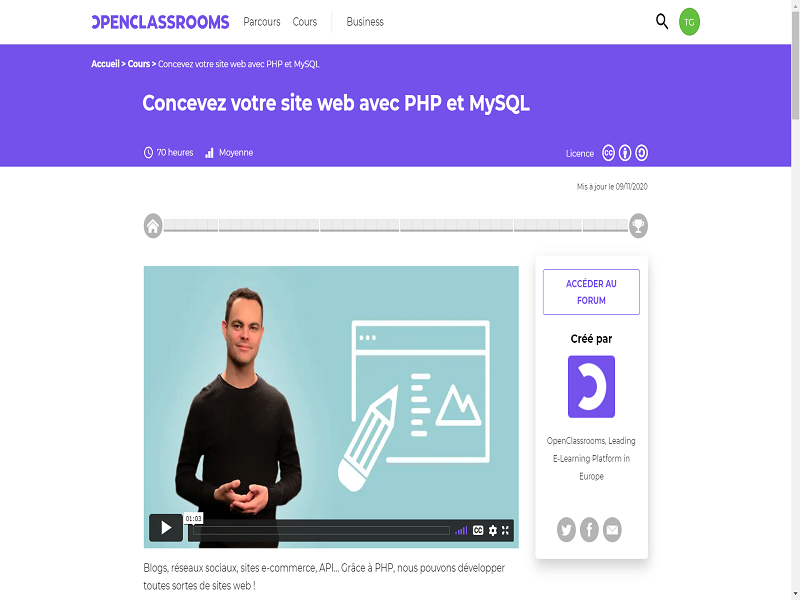 OPENCLASSROOMS Parcours Cours Business TG
Accueil > Cours > Concevez votre site web avec PHP et MySQL
Concevez votre site web avec PHP et MySQL
70 heures Moyenne Licence CC
Mis à jour le 09/11/2020
ACCÉDER AU
FORUM
Créé par
OpenClassrooms, Leading
E-Learning Platform in
Europe
01:03
CC
Blogs, réseaux sociaux, sites e-commerce, API... Grâce à PHP, nous pouvons développer
toutes sortes de sites web !